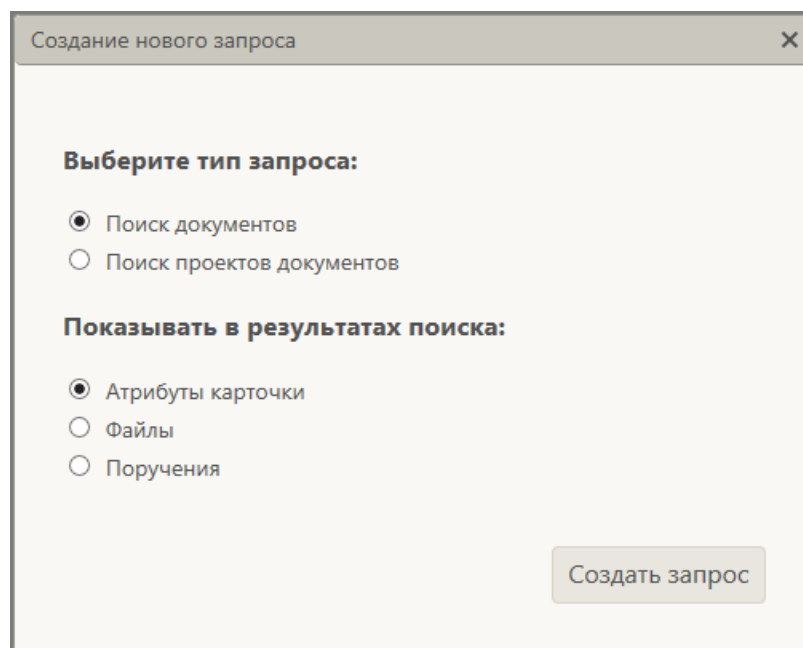 Создание нового запроса
Выберите тип запроса:
Поиск документов
Поиск проектов документов
Показывать в результатах поиска:
Атрибуты карточки
Файлы
Поручения
Создать запрос